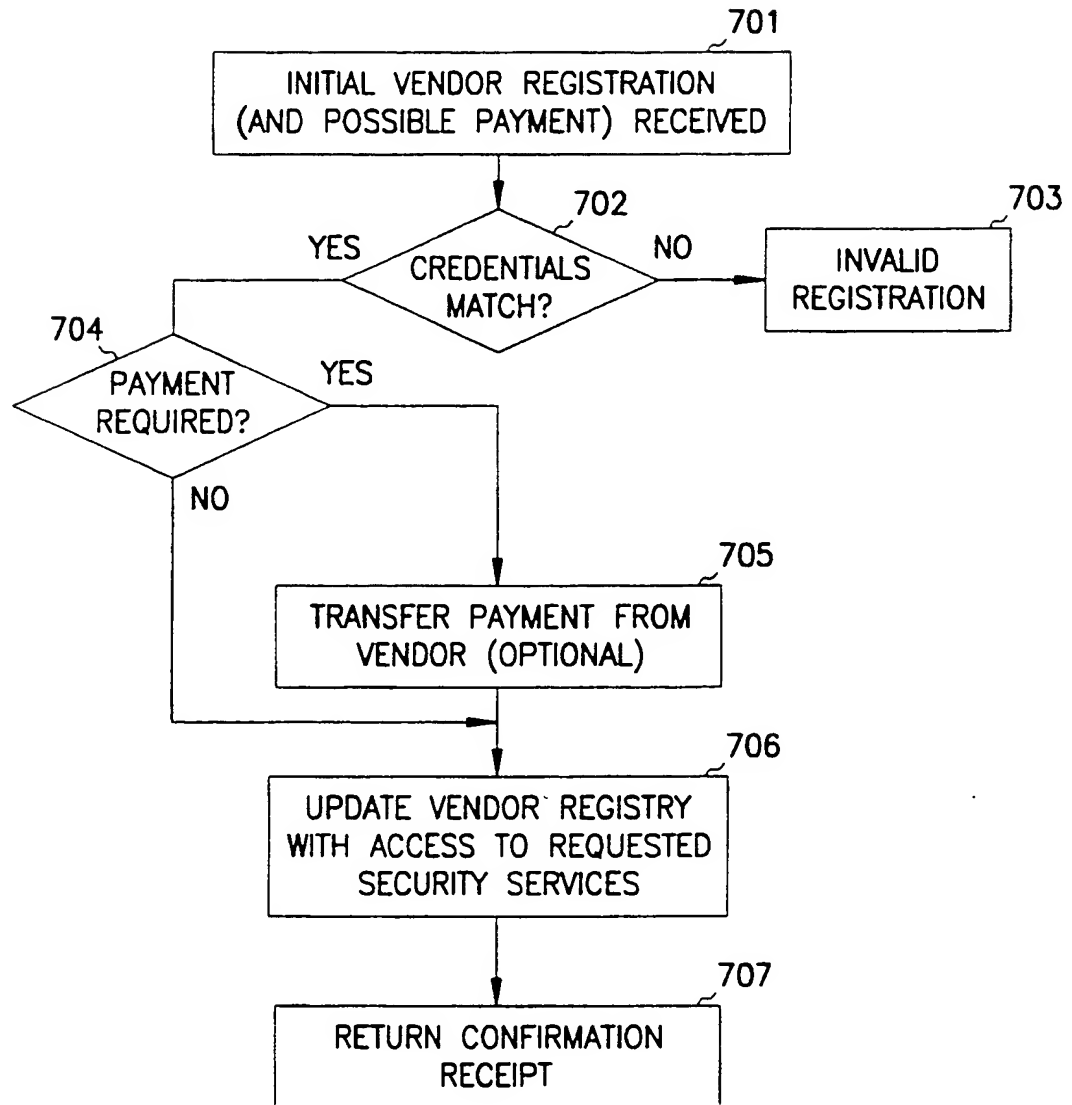 701
INITIAL VENDOR REGISTRATION
(AND POSSIBLE PAYMENT) RECEIVED
702
YES
CREDENTIALS
MATCH?
NO
703
INVALID
REGISTRATION
704
PAYMENT
REQUIRED?
YES
NO
705
TRANSFER PAYMENT FROM
VENDOR (OPTIONAL)
706
UPDATE VENDOR REGISTRY
WITH ACCESS TO REQUESTED
SECURITY SERVICES
707
RETURN CONFIRMATION
RECEIPT